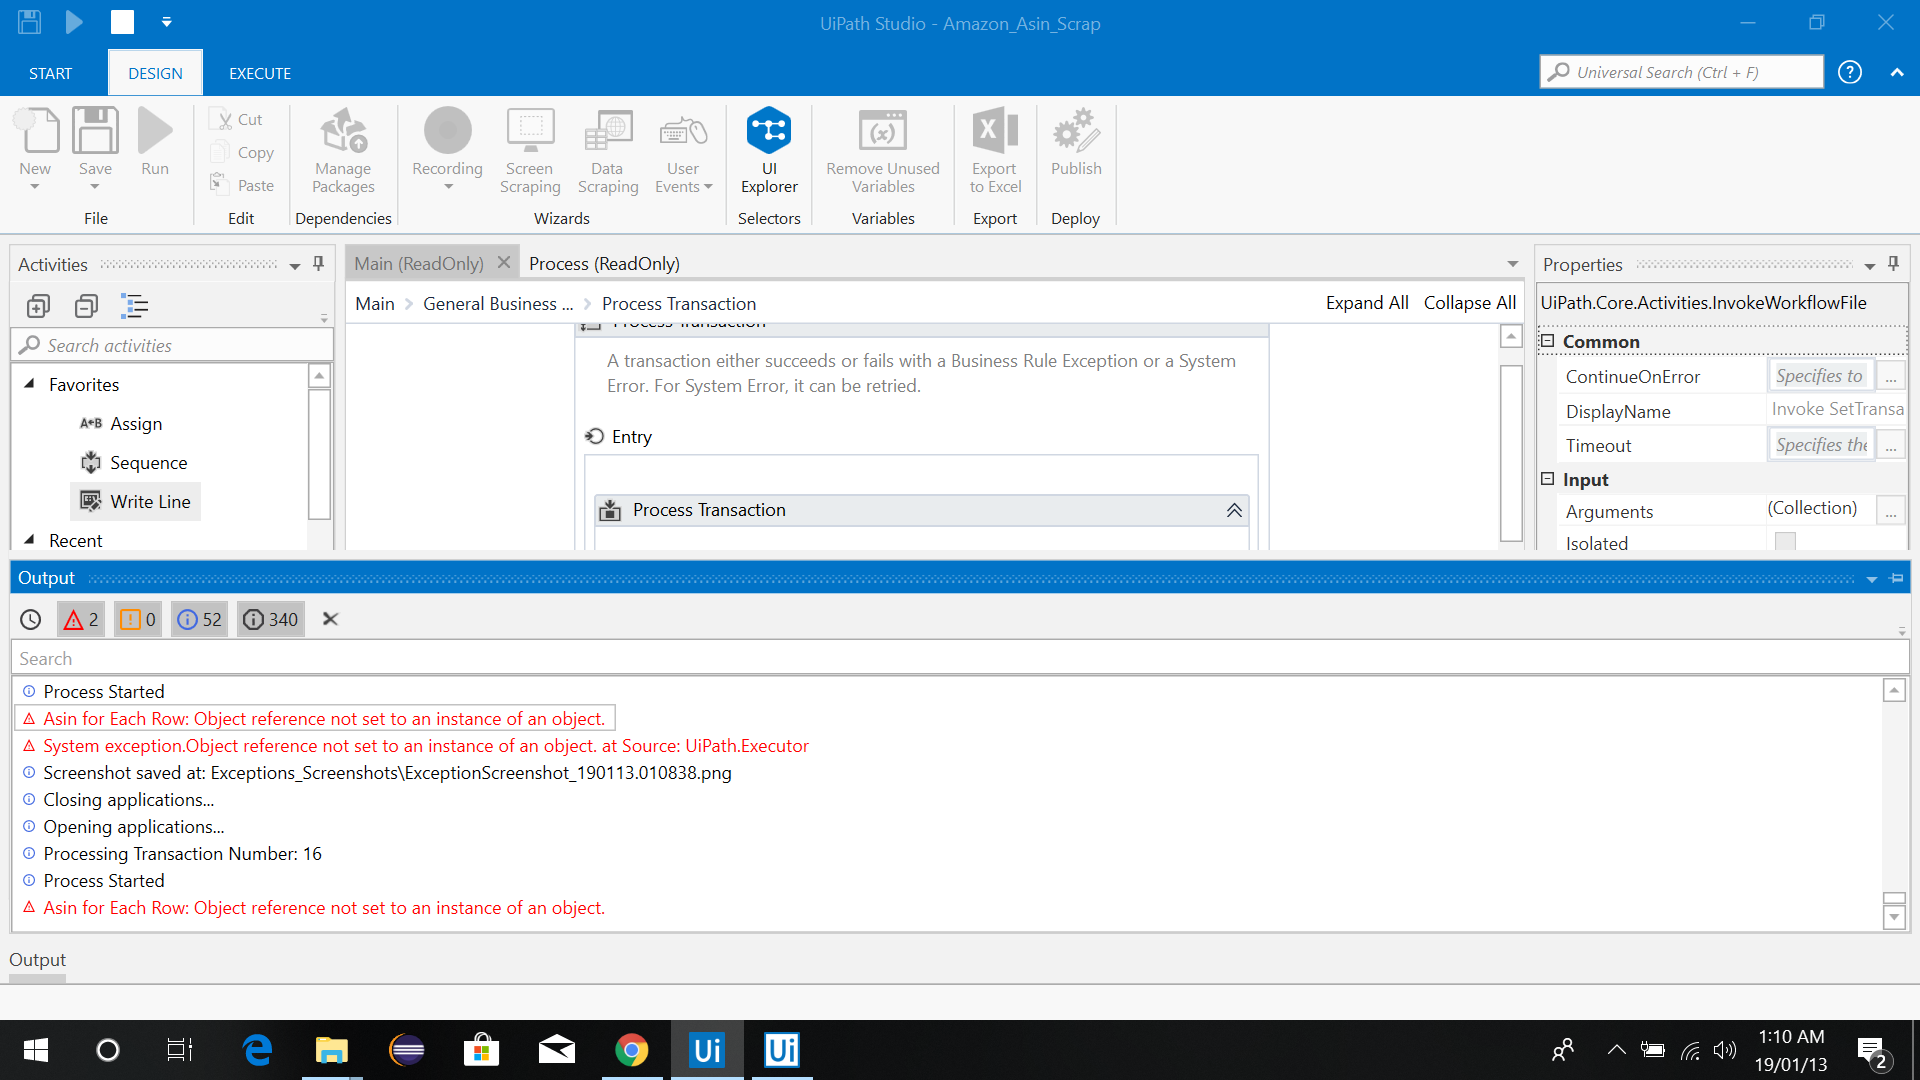 UiPath Studio - Amazon_Asin_Scrap
START DESIGN EXECUTE
Universal Search (Ctrl + F)
?
New
Save
Run
File
Cut
Copy
Paste
Edit
Manage
Packages
Dependencies
Recording
Screen
Scraping
Data
Scraping
User
Events
Wizards
UI
Explorer
Selectors
Remove Unused
Variables
Variables
Export
to Excel
Export
Publish
Deploy
Activities
Search activities
Favorites
A+B Assign
Sequence
Write Line
Recent
Main (ReadOnly) Process (ReadOnly)
Main > General Business ... > Process Transaction
Expand All Collapse All
Process Transaction
A transaction either succeeds or fails with a Business Rule Exception or a System
Error. For System Error, it can be retried.
Entry
Process Transaction
Properties
UiPath.Core.Activities.InvokeWorkflowFile
Common
ContinueOnError Specifies to ...
DisplayName Invoke SetTransa
Timeout Specifies the ...
Input
Arguments (Collection) ...
Isolated
Output
2 0 52 340
Search
Process Started
Asin for Each Row: Object reference not set to an instance of an object.
System exception.Object reference not set to an instance of an object. at Source: UiPath.Executor
Screenshot saved at: Exceptions_Screenshots\ExceptionScreenshot_190113.010838.png
Closing applications...
Opening applications...
Processing Transaction Number: 16
Process Started
Asin for Each Row: Object reference not set to an instance of an object.
Output
Ui
Ui
1:10 AM
19/01/13
2